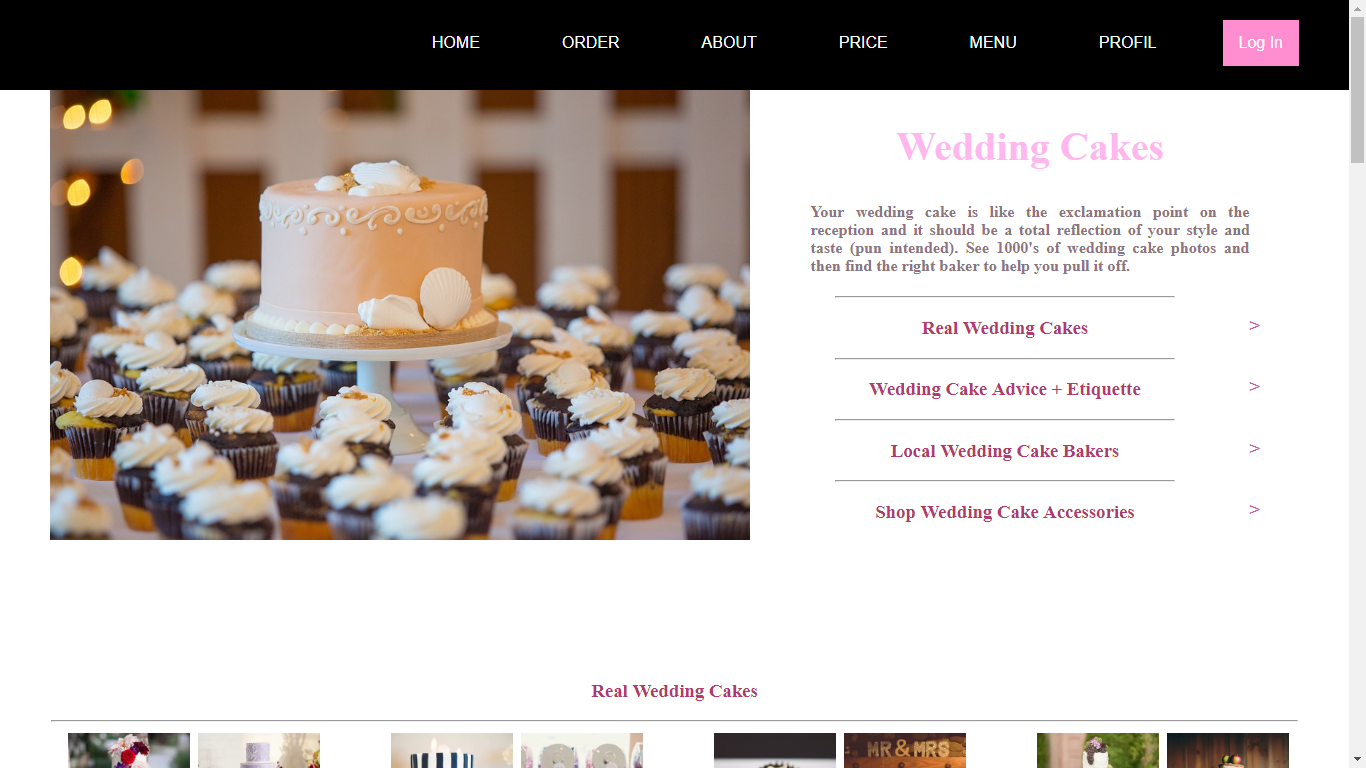 HOME ORDER ABOUT PRICE MENU PROFIL Log In
Wedding Cakes
Your wedding cake is like the exclamation point on the
reception and it should be a total reflection of your style and
taste (pun intended). See 1000's of wedding cake photos and
then find the right baker to help you pull it off.
Real Wedding Cakes >
Wedding Cake Advice + Etiquette >
Local Wedding Cake Bakers >
Shop Wedding Cake Accessories >
Real Wedding Cakes
MR & MRS